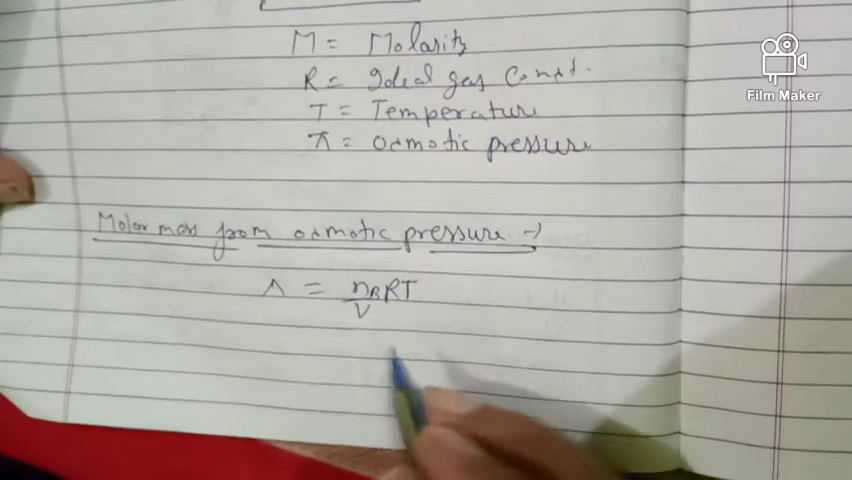 M = Molarity
R = Ideal gas Const.
T = Temperature
π = osmotic pressure
Film Maker
Molar mass from osmotic pressure →
π = nBRT
V